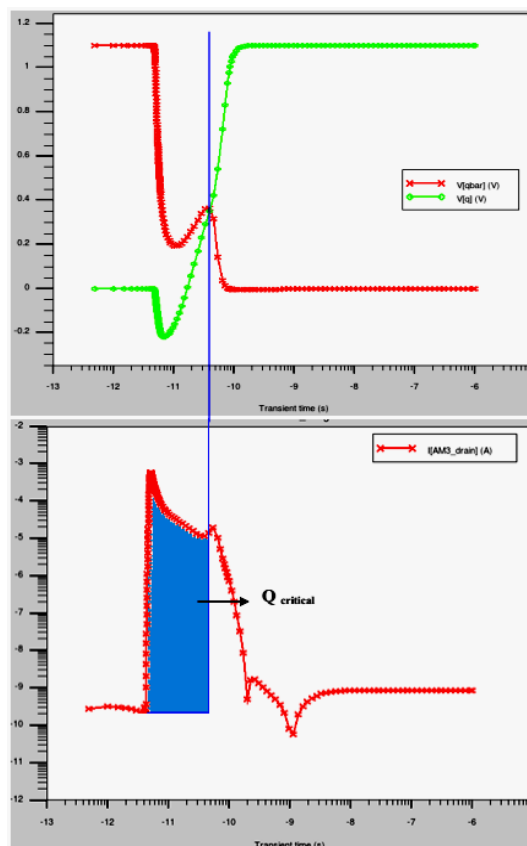 1.2
1
0.8
0.6
0.4
0.2
0
-0.2
V[qbar] (V)
V[q] (V)
-13 -12 -11 -10 -9 -8 -7 -6
Transient time (s)
-2
-3
-4
-5
-6
-7
-8
-9
-10
-11
-12
I[AM3_drain] (A)
Q critical
-13 -12 -11 -10 -9 -8 -7 -6
Transient time (s)